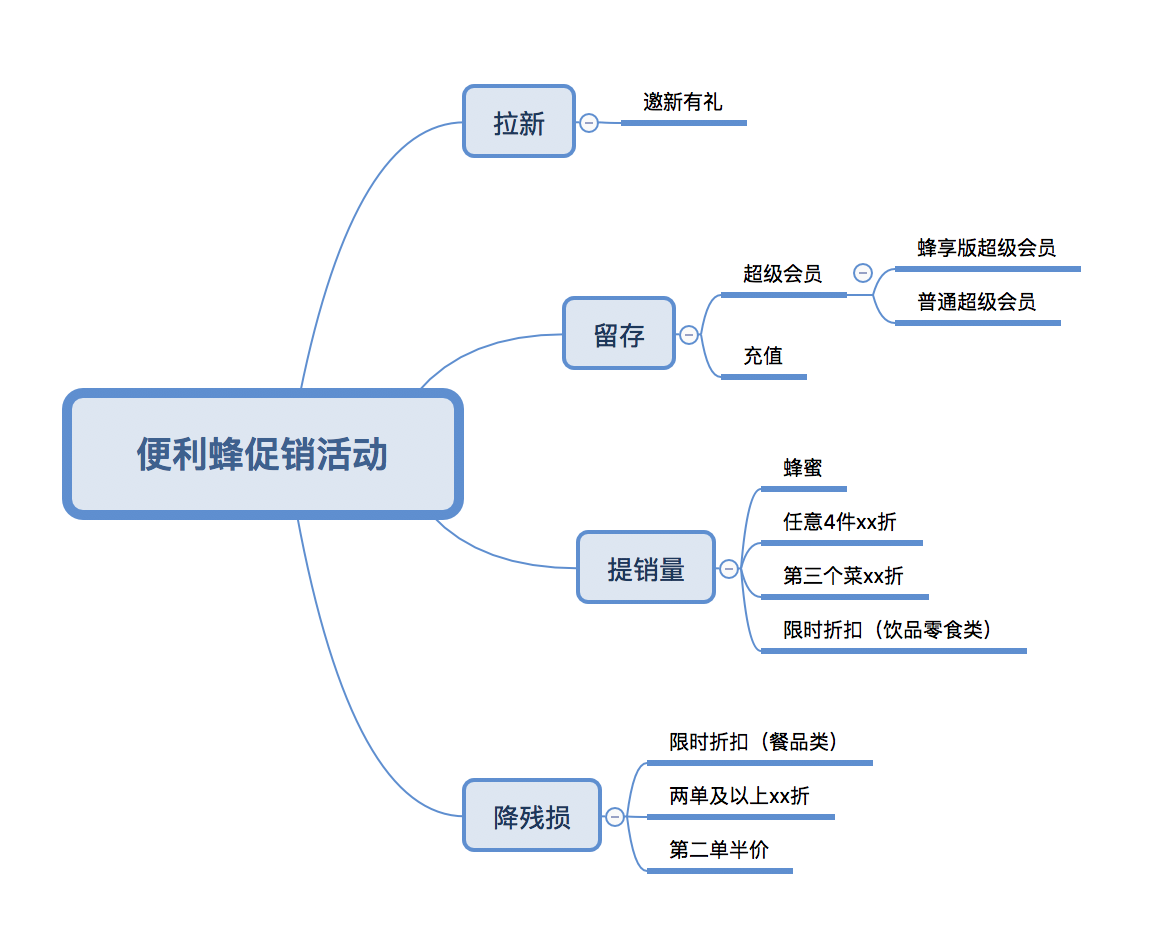 拉新
邀新有礼
留存
超级会员
蜂享版超级会员
普通超级会员
充值
便利蜂促销活动
提销量
蜂蜜
任意4件xx折
第三个菜xx折
限时折扣（饮品零食类）
降残损
限时折扣（餐品类）
两单及以上xx折
第二单半价